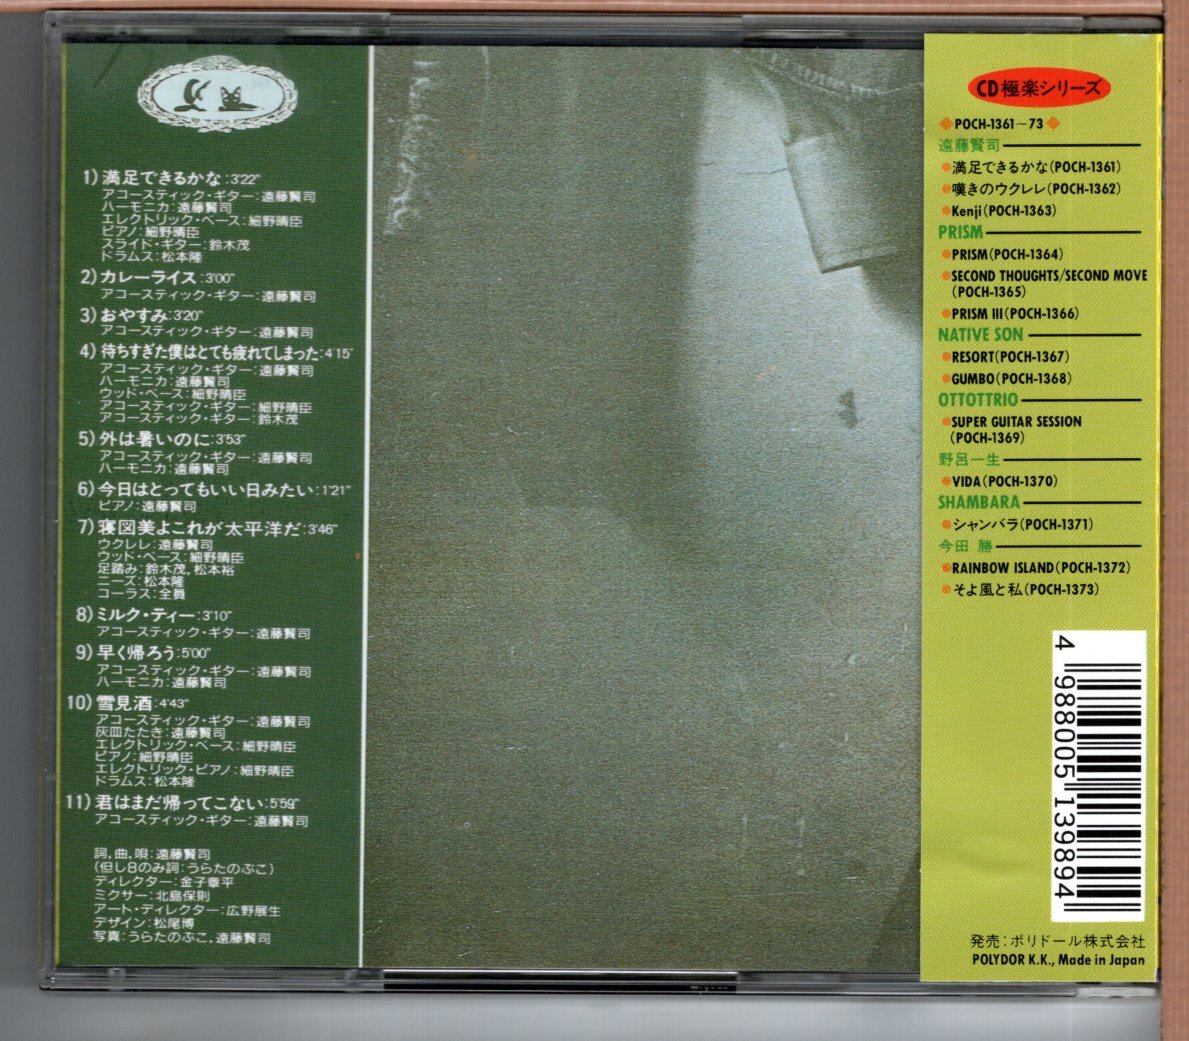 1) 満足できるかな:3'22"
アコースティック・ギター:遠藤賢司
ハーモニカ:遠藤賢司
エレクトリック・ベース:細野晴臣
ピアノ:細野晴臣
スライド・ギター:鈴木茂
ドラムス:松本隆
2) カレーライス:3'00"
アコースティック・ギター:遠藤賢司
3) おやすみ:3'20"
アコースティック・ギター:遠藤賢司
4) 待ちすぎた僕はとても疲れてしまった:4'15"
アコースティック・ギター:遠藤賢司
ハーモニカ:遠藤賢司
ウッド・ベース:細野晴臣
アコースティック・ギター:細野晴臣
アコースティック・ギター:鈴木茂
5) 外は暑いのに:3'53"
アコースティック・ギター:遠藤賢司
ハーモニカ:遠藤賢司
6) 今日はとってもいい日みたい:1'21"
ピアノ:遠藤賢司
7) 寝図美よこれが太平洋だ:3'46"
ウクレレ:遠藤賢司
ウッド・ベース:細野晴臣
足踏み:鈴木茂,松本裕
ニーズ:松本隆
コーラス:全員
8) ミルク・ティー:3'10"
アコースティック・ギター:遠藤賢司
9) 早く帰ろう:5'00"
アコースティック・ギター:遠藤賢司
ハーモニカ:遠藤賢司
10) 雪見酒:4'43"
アコースティック・ギター:遠藤賢司
灰皿たたき:遠藤賢司
エレクトリック・ベース:細野晴臣
ピアノ:細野晴臣
エレクトリック・ピアノ:細野晴臣
ドラムス:松本隆
11) 君はまだ帰ってこない:5'59"
アコースティック・ギター:遠藤賢司
詞,曲,唄:遠藤賢司
(但し8のみ詞:うらたのぶこ)
ディレクター:金子章平
ミクサー:北島保則
アート・ディレクター:広野展生
デザイン:松尾博
写真:うらたのぶこ,遠藤賢司
CD極楽シリーズ
POCH-1361~73
遠藤賢司
満足できるかな(POCH-1361)
嘆きのウクレレ(POCH-1362)
Kenji(POCH-1363)
PRISM
PRISM(POCH-1364)
SECOND THOUGHTS/SECOND MOVE
(POCH-1365)
PRISM III(POCH-1366)
NATIVE SON
RESORT(POCH-1367)
GUMBO(POCH-1368)
OTTOTTRIO
SUPER GUITAR SESSION
(POCH-1369)
野呂一生
VIDA(POCH-1370)
SHAMBARA
シャンバラ(POCH-1371)
今田 勝
RAINBOW ISLAND(POCH-1372)
そよ風と私(POCH-1373)
4 988005 139894
発売:ポリドール株式会社
POLYDOR K.K., Made in Japan